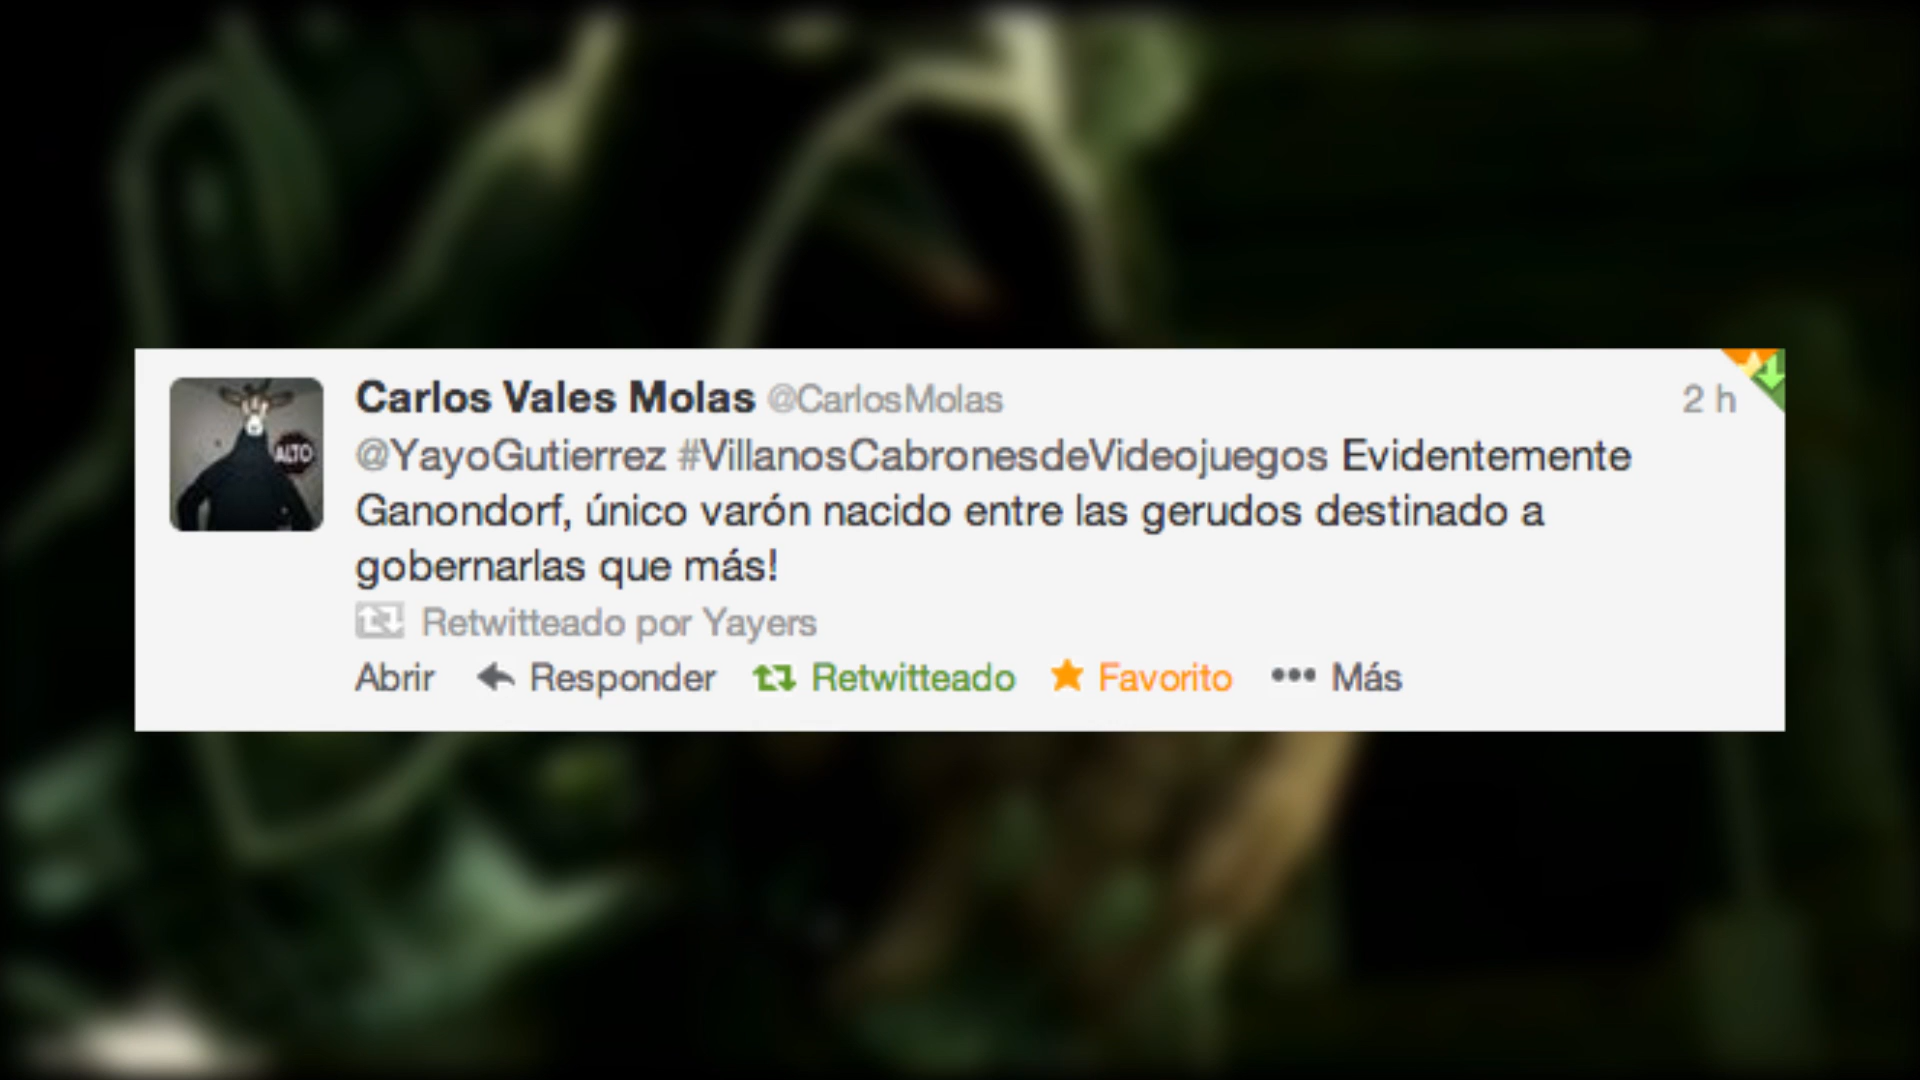 Carlos Vales Molas @CarlosMolas 2 h
@YayoGutierrez #VillanosCabronesdeVideojuegos Evidentemente
Ganondorf, único varón nacido entre las gerudos destinado a
gobernarlas que más!
Retwitteado por Yayers
Abrir Responder Retwitteado Favorito Más
ALTO